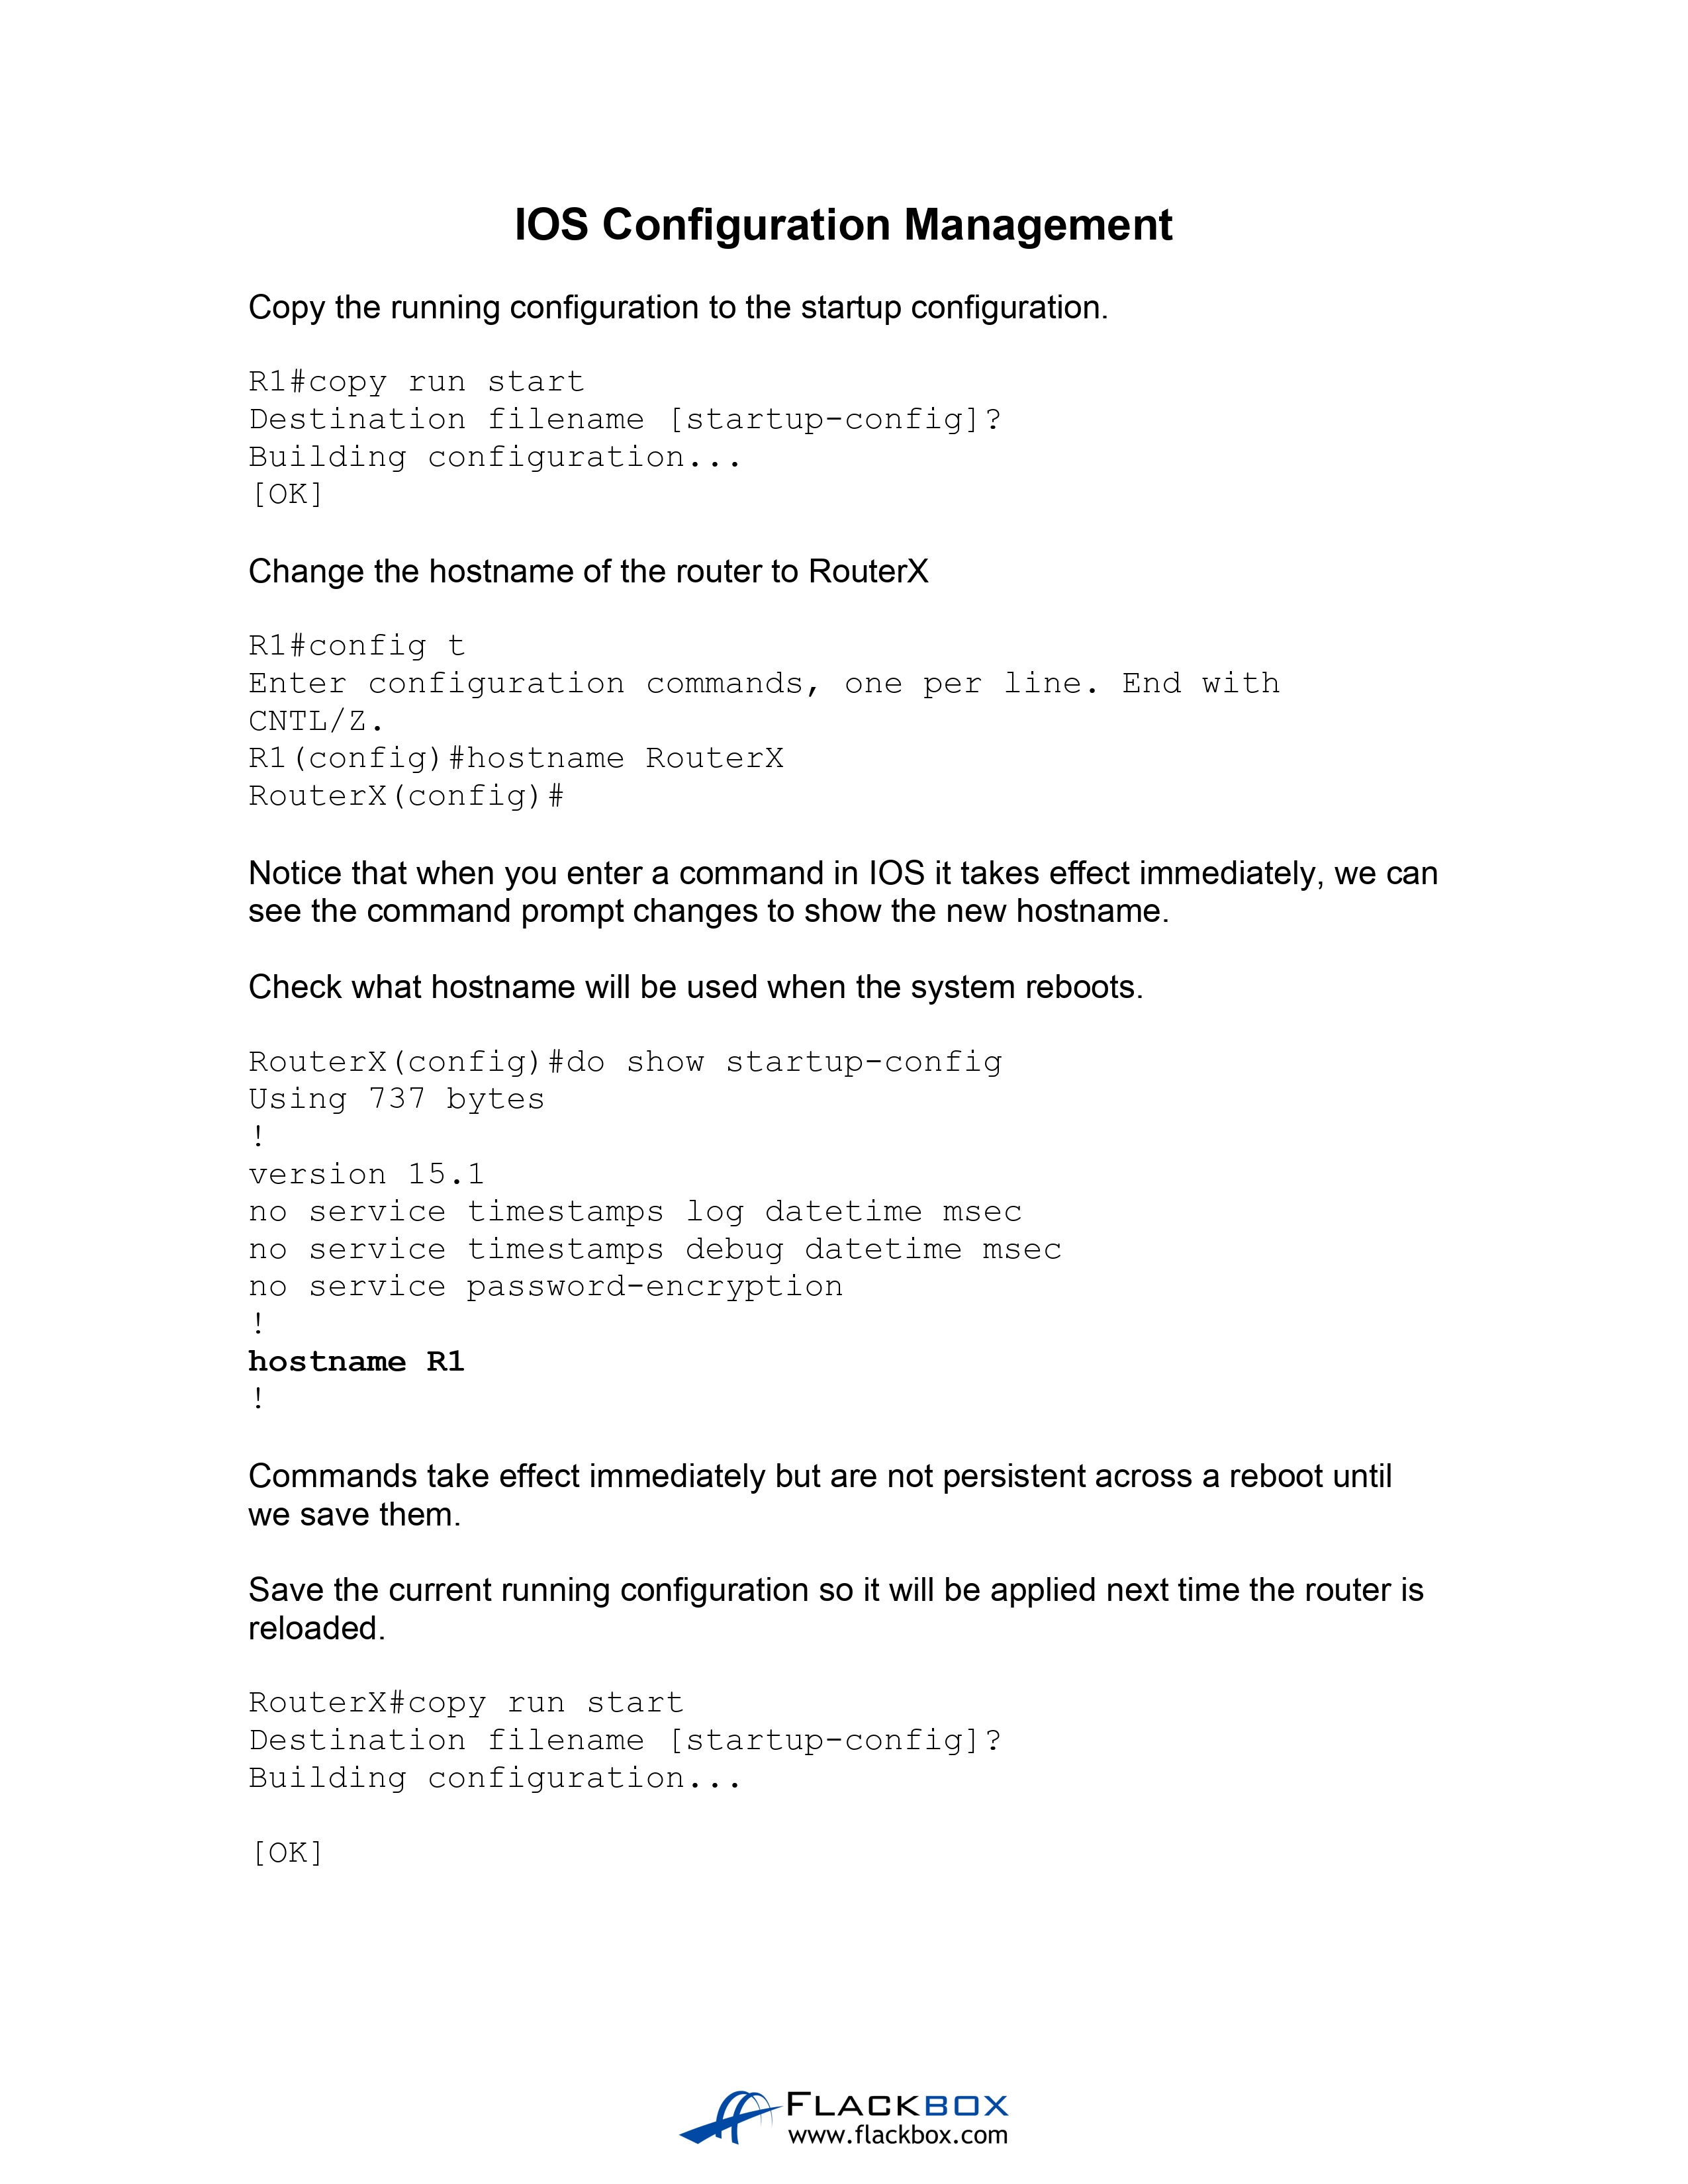 IOS Configuration Management
Copy the running configuration to the startup configuration.
R1#copy run start
Destination filename [startup-config]?
Building configuration...
[OK]
Change the hostname of the router to RouterX
R1#config t
Enter configuration commands, one per line. End with
CNTL/Z.
R1(config)#hostname RouterX
RouterX(config)#
Notice that when you enter a command in IOS it takes effect immediately, we can
see the command prompt changes to show the new hostname.
Check what hostname will be used when the system reboots.
RouterX(config)#do show startup-config
Using 737 bytes
!
version 15.1
no service timestamps log datetime msec
no service timestamps debug datetime msec
no service password-encryption
!
hostname R1
!
Commands take effect immediately but are not persistent across a reboot until
we save them.
Save the current running configuration so it will be applied next time the router is
reloaded.
RouterX#copy run start
Destination filename [startup-config]?
Building configuration...
[OK]
FLACKBOX
www.flackbox.com